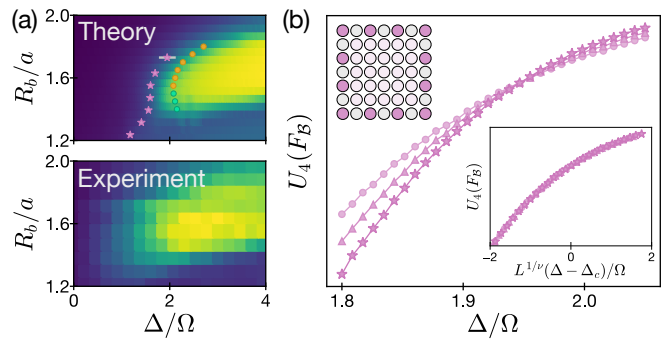 (a)
Theory
R_b/a
2.0
1.6
1.2
Experiment
R_b/a
2.0
1.6
1.2
0 2 4
Δ/Ω
(b)
U_4(F_ℬ)
1.8 1.9 2.0
Δ/Ω
U_4(F_ℬ)
−2 0 2
L^{1/ν}(Δ − Δ_c)/Ω